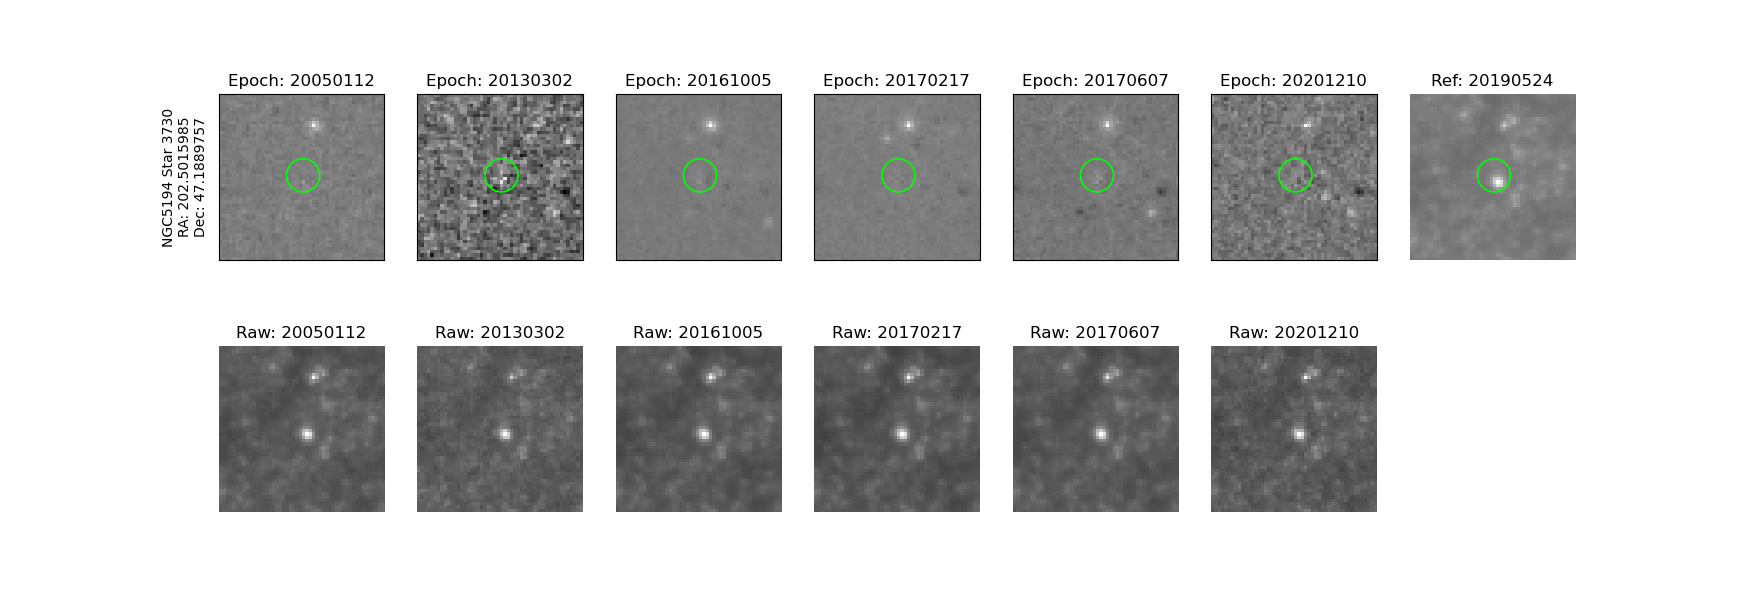 Epoch: 20050112
Epoch: 20130302
Epoch: 20161005
Epoch: 20170217
Epoch: 20170607
Epoch: 20201210
Ref: 20190524
NGC5194 Star 3730
RA: 202.5015985
Dec: 47.1889757
Raw: 20050112
Raw: 20130302
Raw: 20161005
Raw: 20170217
Raw: 20170607
Raw: 20201210